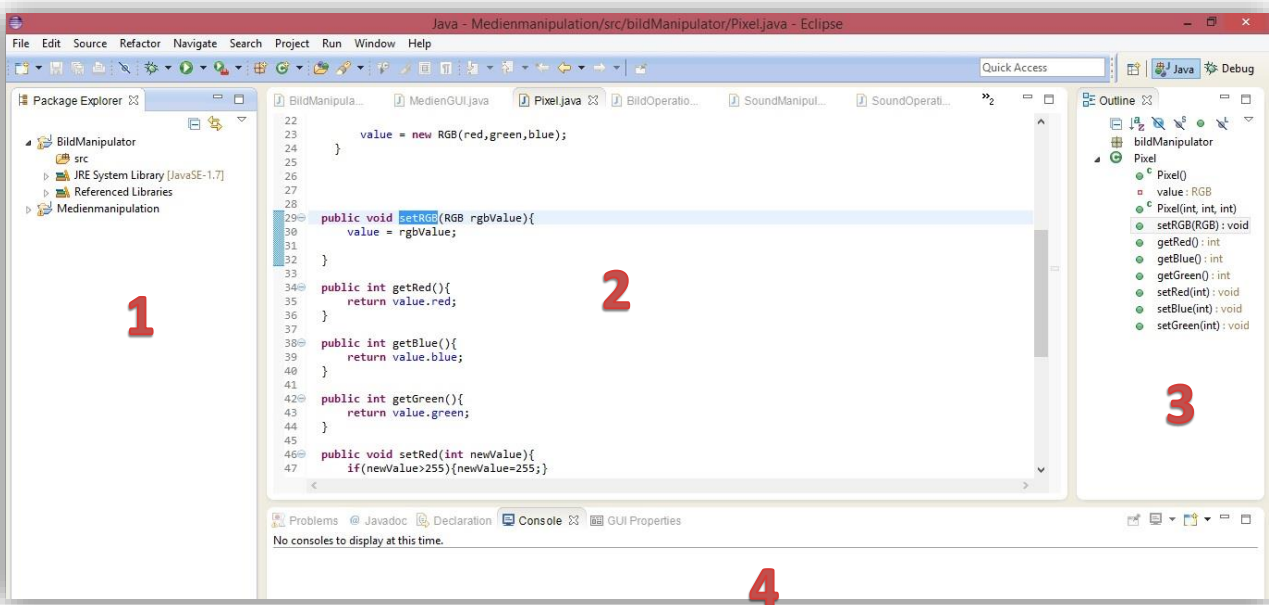 Java - Medienmanipulation/src/bildManipulator/Pixel.java - Eclipse
File Edit Source Refactor Navigate Search Project Run Window Help
Quick Access
Java
Debug
Package Explorer
BildManipulator
src
JRE System Library [JavaSE-1.7]
Referenced Libraries
Medienmanipulation
1
BildManipula... MedienGUI.java Pixel.java BildOperatio... SoundManipul... SoundOperati... »2
22
23 value = new RGB(red,green,blue);
24 }
25
26
27
28
29 public void setRGB(RGB rgbValue){
30 value = rgbValue;
31
32 }
33
34 public int getRed(){
35 return value.red;
36 }
37
38 public int getBlue(){
39 return value.blue;
40 }
41
42 public int getGreen(){
43 return value.green;
44 }
45
46 public void setRed(int newValue){
47 if(newValue>255){newValue=255;}
2
Outline
bildManipulator
Pixel
Pixel()
value : RGB
Pixel(int, int, int)
setRGB(RGB) : void
getRed() : int
getBlue() : int
getGreen() : int
setRed(int) : void
setBlue(int) : void
setGreen(int) : void
3
Problems @ Javadoc Declaration Console GUI Properties
No consoles to display at this time.
4